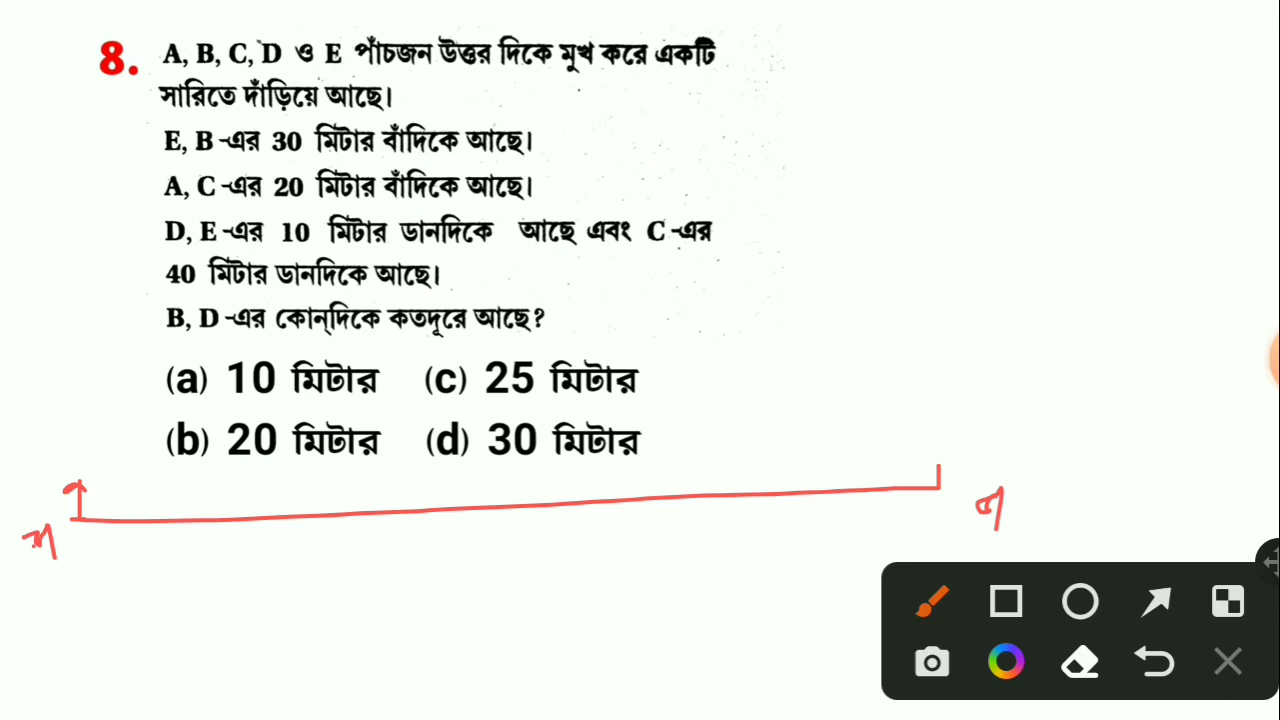 8. A, B, C, D ও E পাঁচজন উত্তর দিকে মুখ করে একটি
সারিতে দাঁড়িয়ে আছে।
E, B-এর 30 মিটার বাঁদিকে আছে।
A, C-এর 20 মিটার বাঁদিকে আছে।
D, E-এর 10 মিটার ডানদিকে আছে এবং C-এর
40 মিটার ডানদিকে আছে।
B, D-এর কোন্‌দিকে কতদূরে আছে?
(a) 10 মিটার (c) 25 মিটার
(b) 20 মিটার (d) 30 মিটার